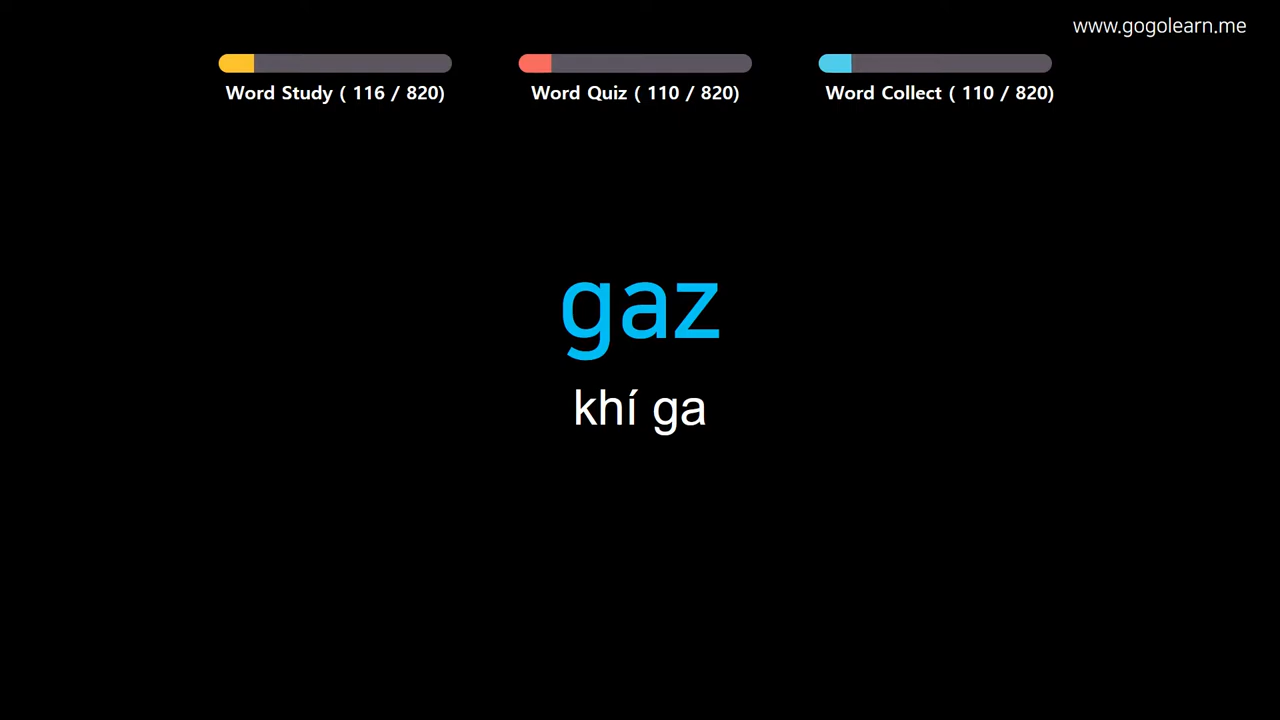 www.gogolearn.me
Word Study ( 116 / 820)
Word Quiz ( 110 / 820)
Word Collect ( 110 / 820)
gaz
khí ga